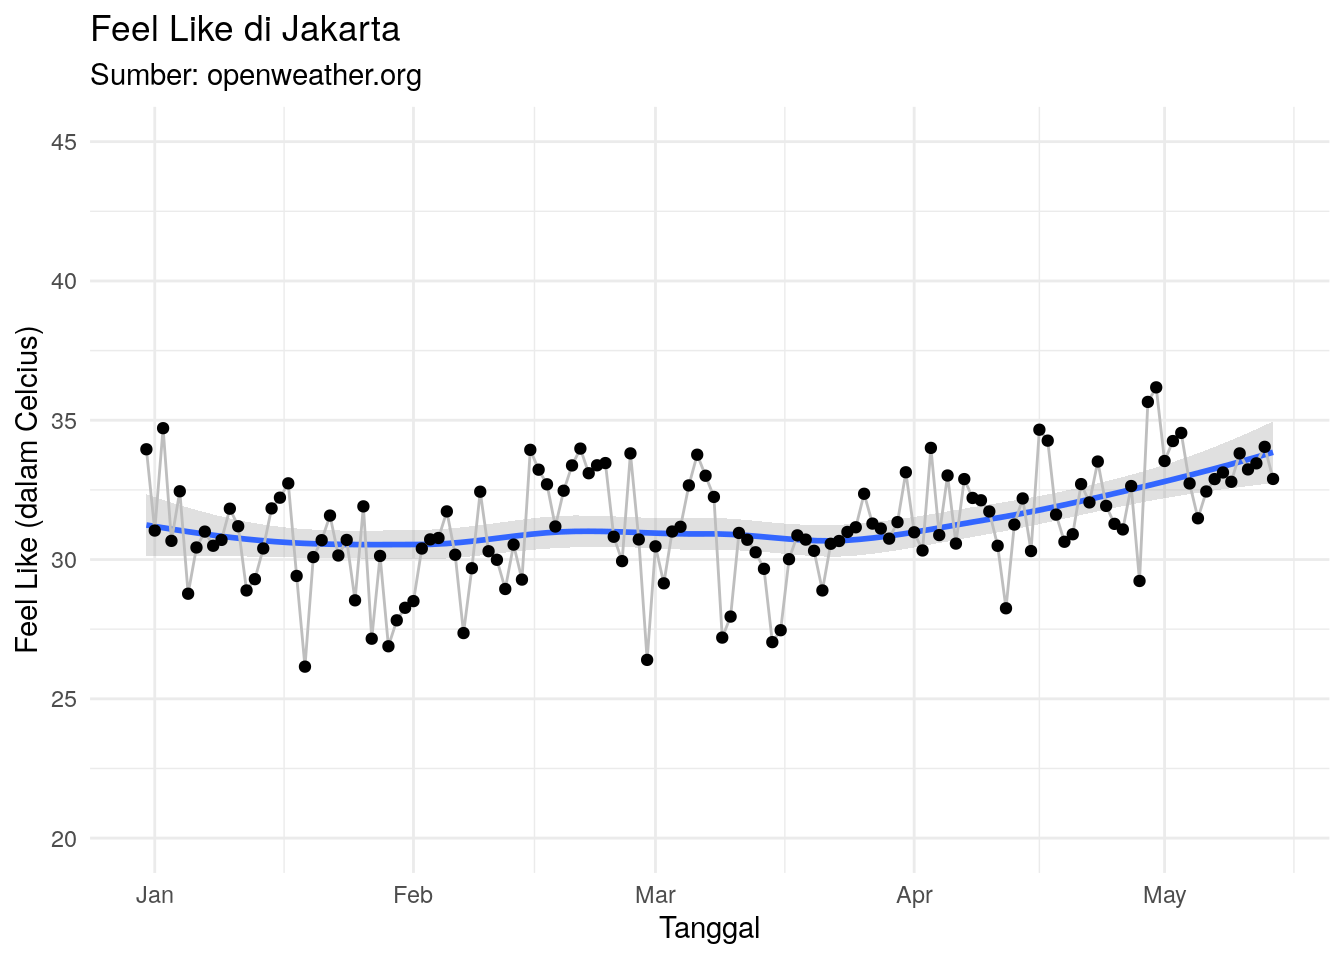 Feel Like di Jakarta
Sumber: openweather.org
Feel Like (dalam Celcius)
45
40
35
30
25
20
Jan Feb Mar Apr May
Tanggal